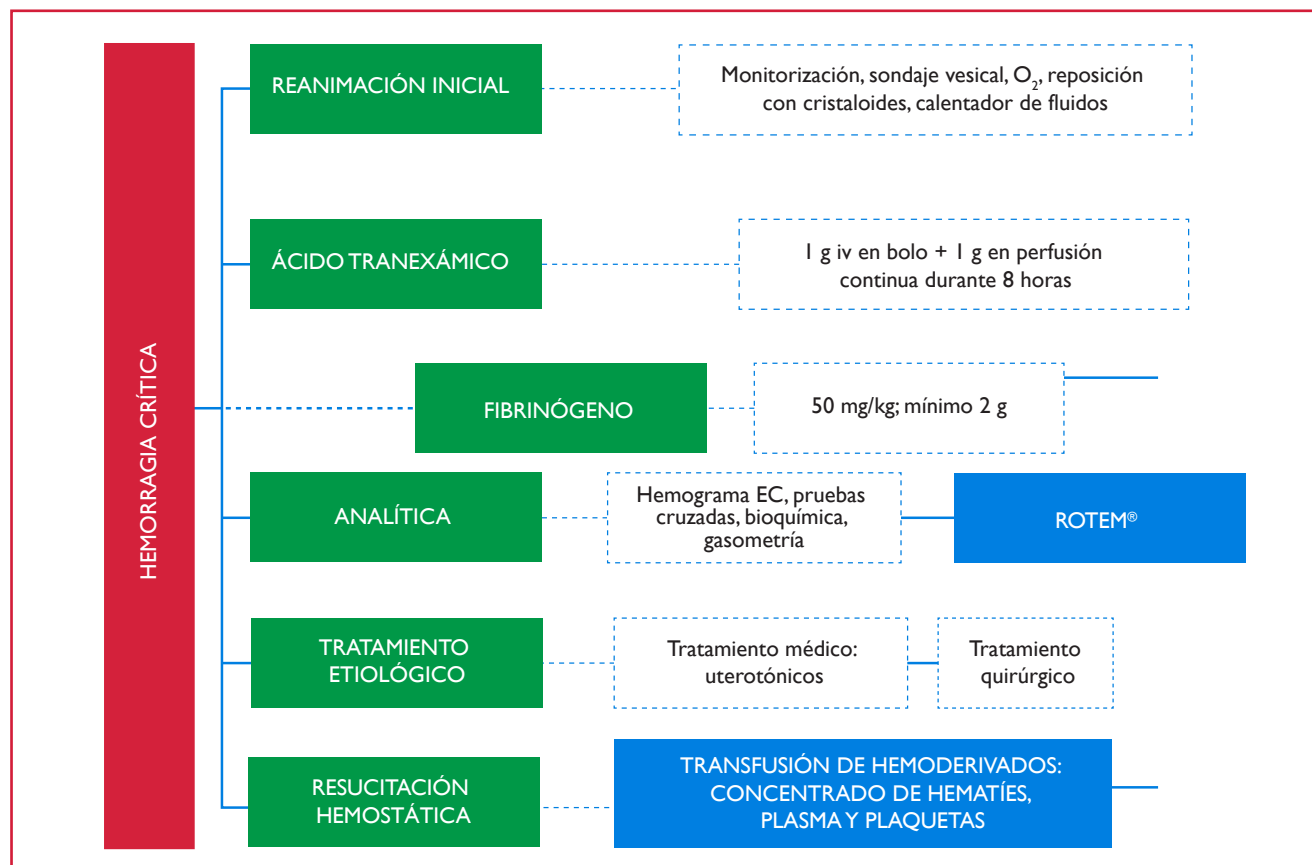 HEMORRAGIA CRÍTICA
REANIMACIÓN INICIAL
Monitorización, sondaje vesical, O₂, reposición
con cristaloides, calentador de fluidos
ÁCIDO TRANEXÁMICO
1 g iv en bolo + 1 g en perfusión
continua durante 8 horas
FIBRINÓGENO
50 mg/kg; mínimo 2 g
ANALÍTICA
Hemograma EC, pruebas
cruzadas, bioquímica,
gasometría
ROTEM®
TRATAMIENTO
ETIOLÓGICO
Tratamiento médico:
uterotónicos
Tratamiento
quirúrgico
RESUCITACIÓN
HEMOSTÁTICA
TRANSFUSIÓN DE HEMODERIVADOS:
CONCENTRADO DE HEMATÍES,
PLASMA Y PLAQUETAS